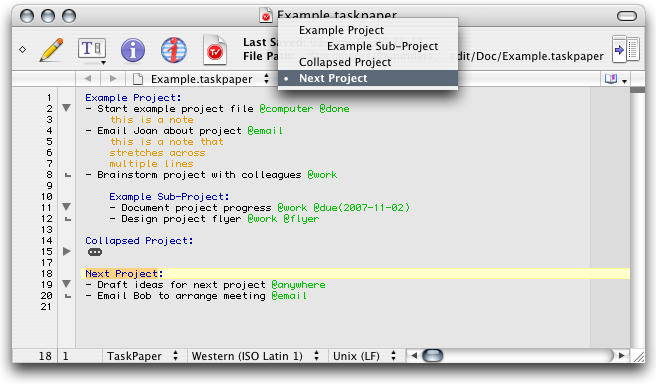 Example.taskpaper
Example Project
Example Sub-Project
Collapsed Project
• Next Project
Last Saved:
File Path: Edit/Doc/Example.taskpaper
Example.taskpaper
1 Example Project:
2 - Start example project file @computer @done
3 this is a note
4 - Email Joan about project @email
5 this is a note that
6 stretches across
7 multiple lines
8 - Brainstorm project with colleagues @work
9
10 Example Sub-Project:
11 - Document project progress @work @due(2007-11-02)
12 - Design project flyer @work @flyer
13
14 Collapsed Project:
15 •••
17
18 Next Project:
19 - Draft ideas for next project @anywhere
20 - Email Bob to arrange meeting @email
21
18 1 TaskPaper Western (ISO Latin 1) Unix (LF)